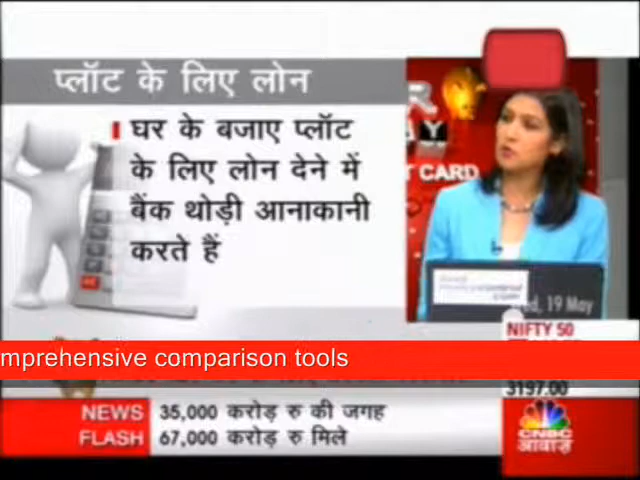 प्लॉट के लिए लोन
घर के बजाए प्लॉट
के लिए लोन देने में
बैंक थोड़ी आनाकानी
करते हैं
AY
T CARD
19 May
NIFTY 50
mprehensive comparison tools
3197.00
NEWS
FLASH
35,000 करोड़ रु की जगह
67,000 करोड़ रु मिले
CNBC
आवाज़